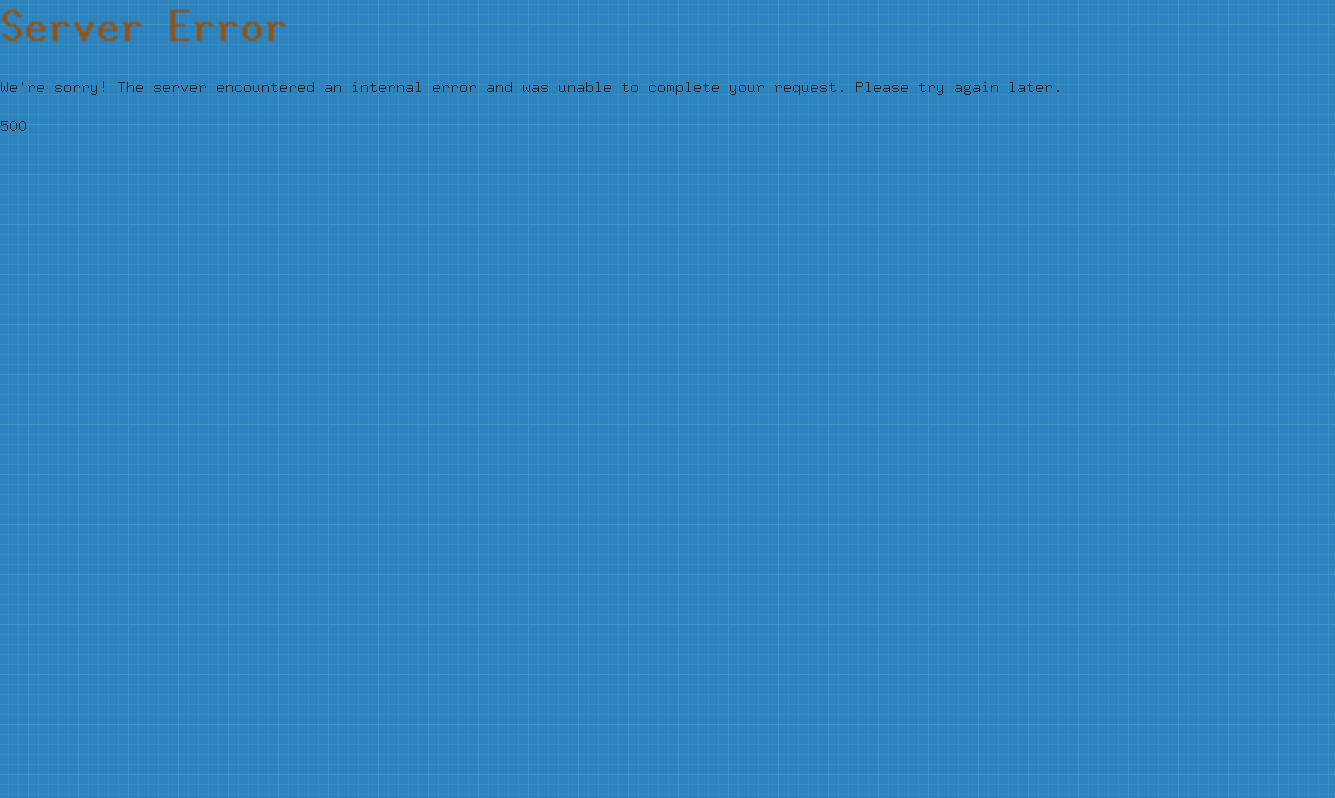 Server Error
We're sorry! The server encountered an internal error and was unable to complete your request. Please try again later.
500